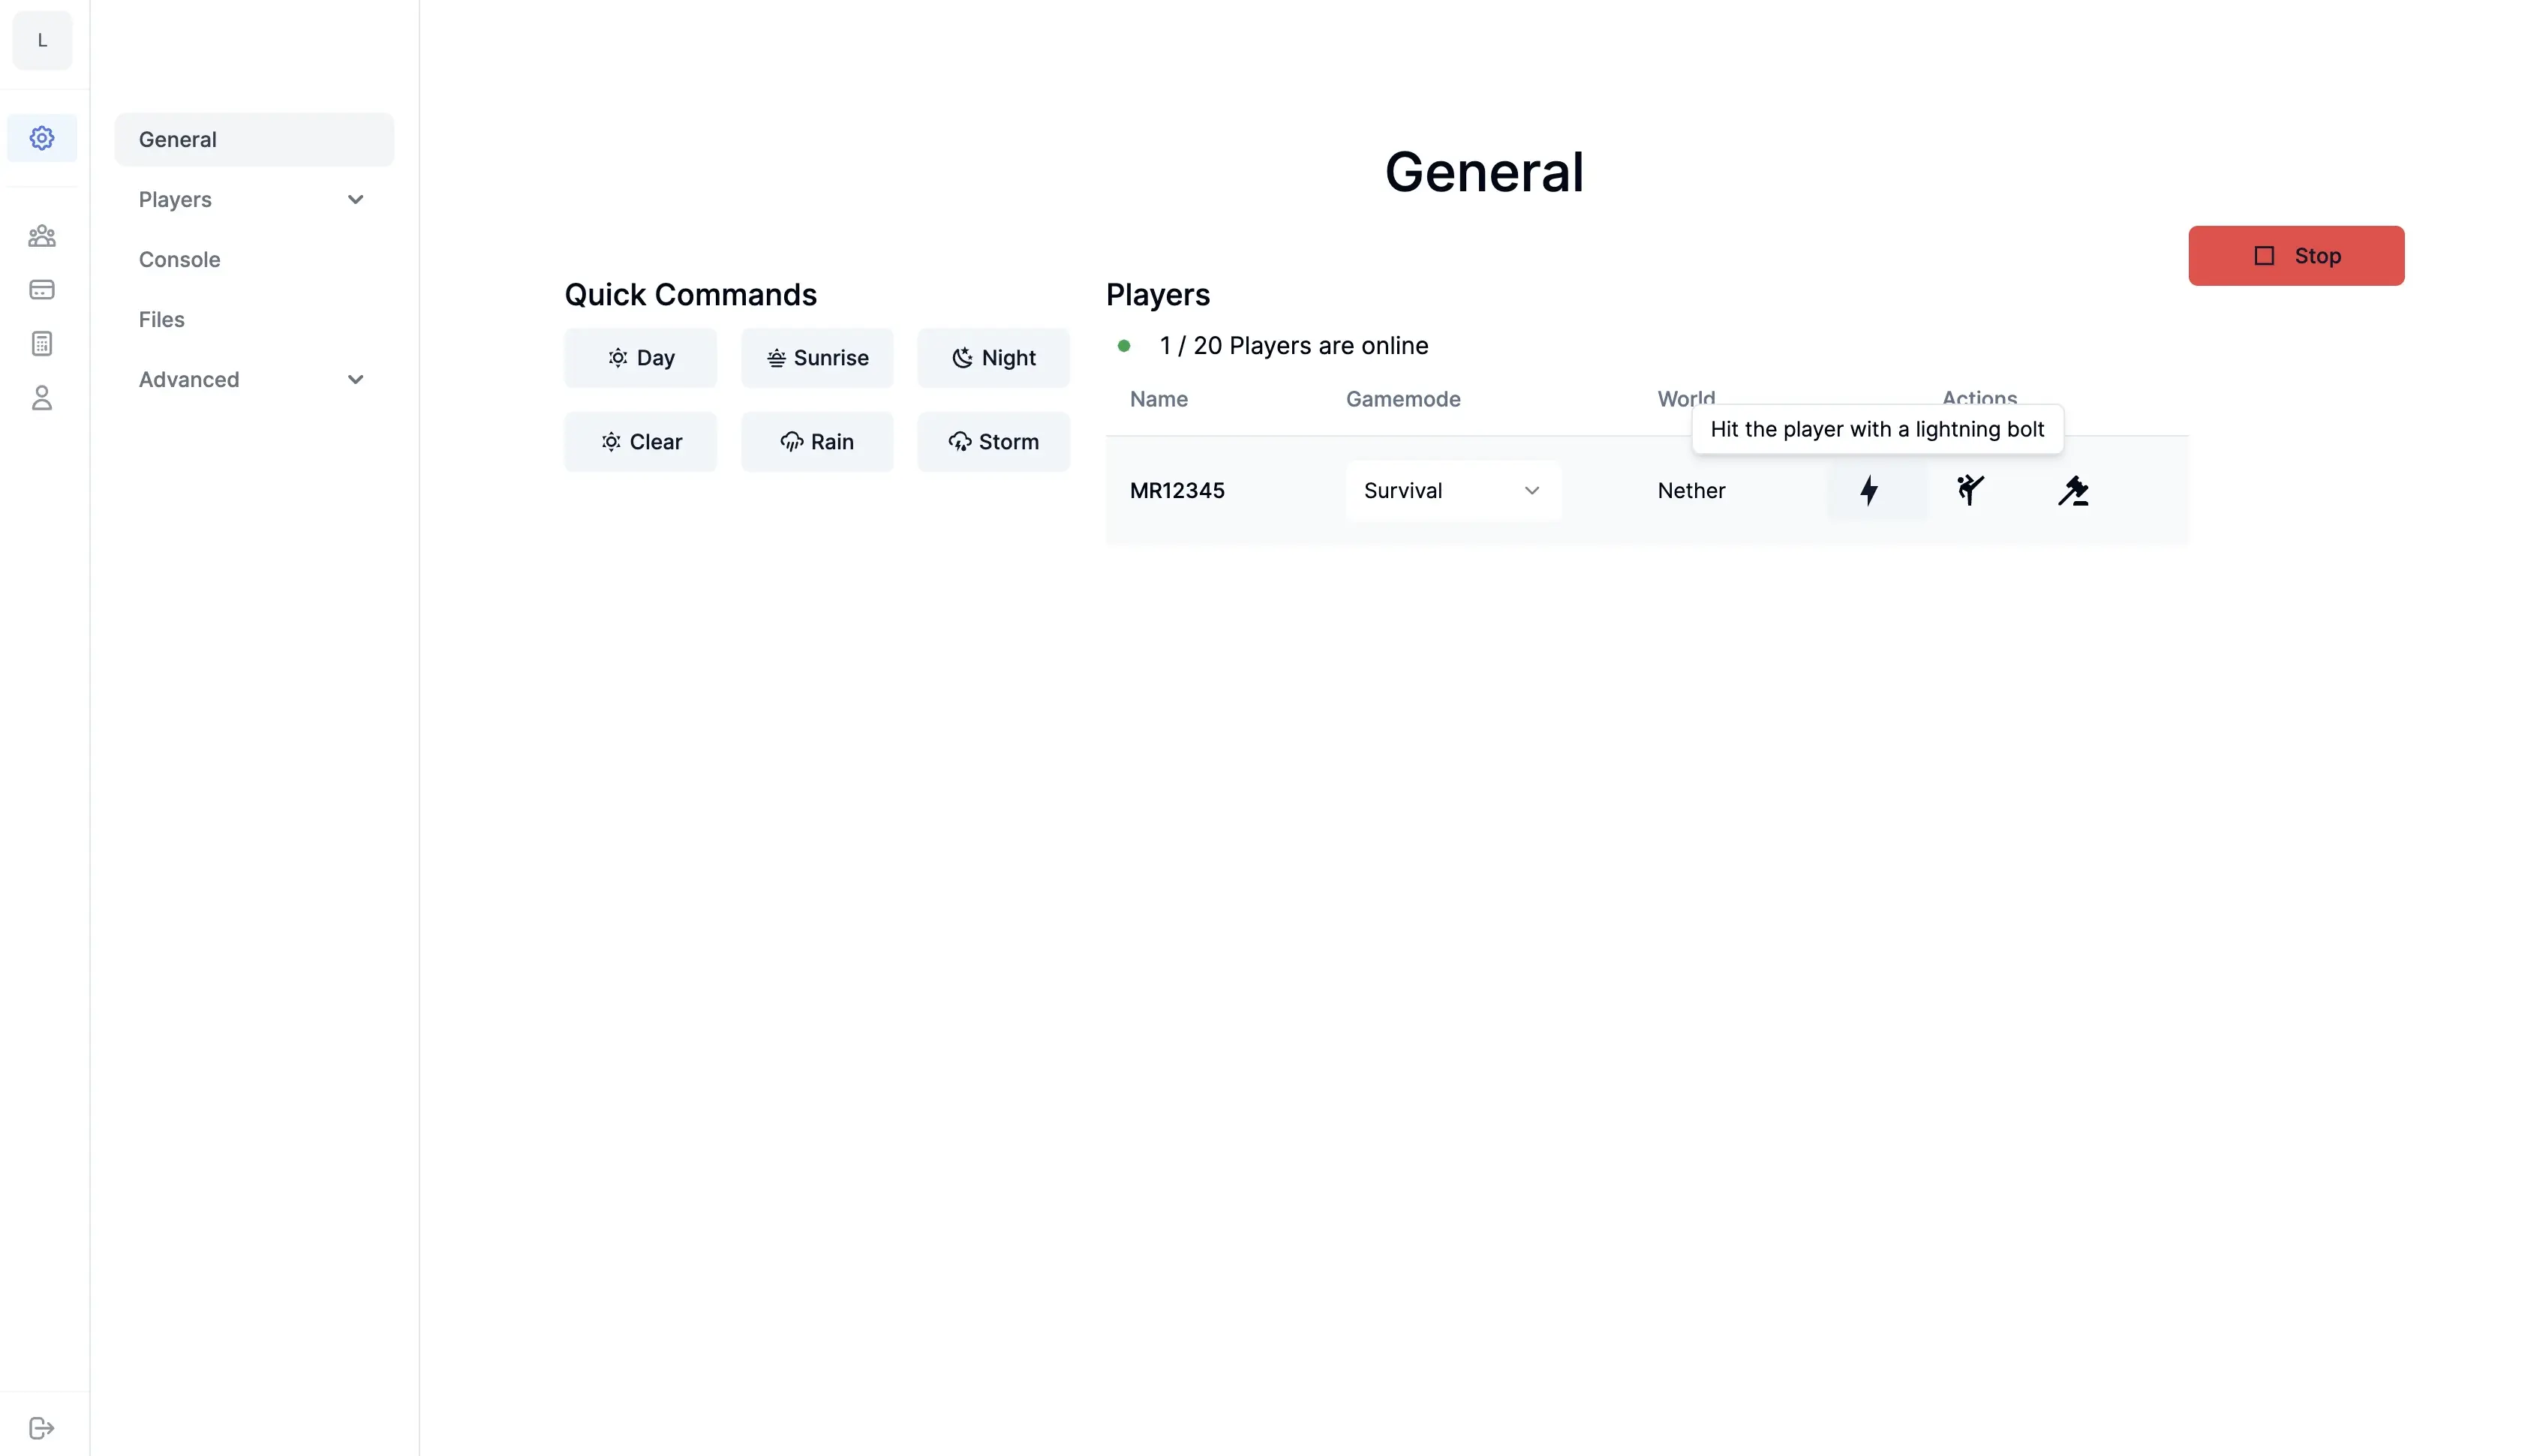 L
General
Players
Console
Files
Advanced
General
Stop
Quick Commands
Day
Sunrise
Night
Clear
Rain
Storm
Players
1 / 20 Players are online
Name
Gamemode
World
Actions
Hit the player with a lightning bolt
MR12345
Survival
Nether